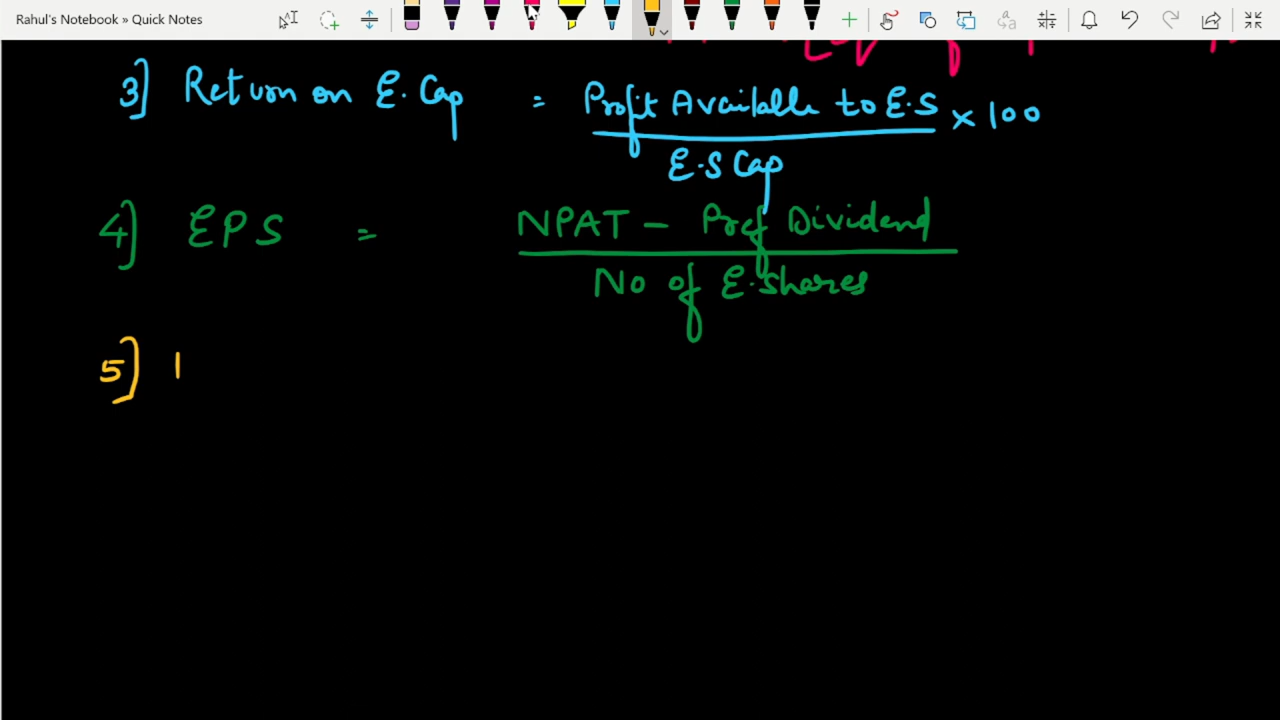 Rahul's Notebook » Quick Notes
3] Return on E. Cap = Profit Available to E.S × 100
E.S Cap
4] EPS = NPAT - Pref Dividend
No of E. Shares
5]